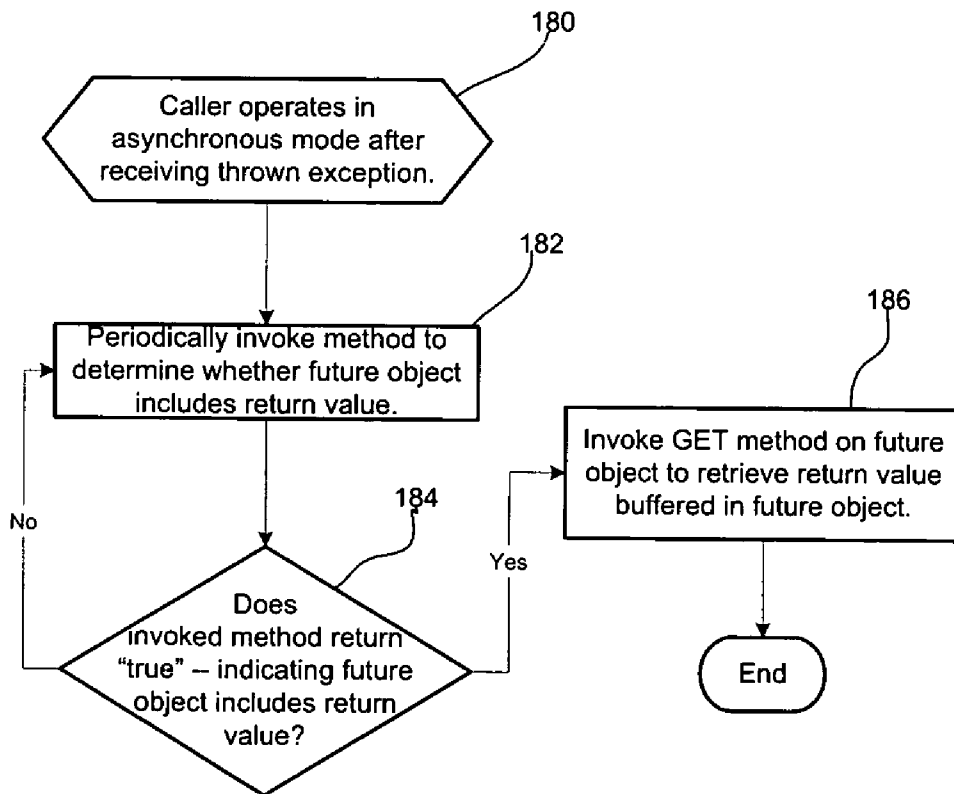 180
Caller operates in
asynchronous mode after
receiving thrown exception.
182
Periodically invoke method to
determine whether future object
includes return value.
186
Invoke GET method on future
object to retrieve return value
buffered in future object.
184
No
Yes
Does
invoked method return
"true" – indicating future
object includes return
value?
End